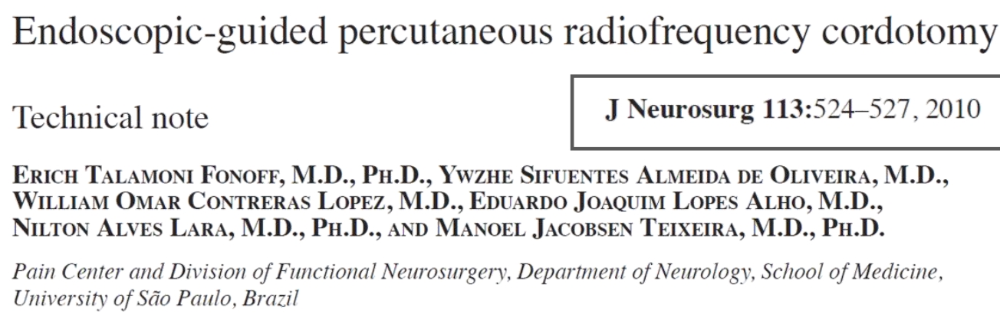 Endoscopic-guided percutaneous radiofrequency cordotomy
Technical note
J Neurosurg 113:524–527, 2010
Erich Talamoni Fonoff, M.D., Ph.D., Ywzhe Sifuentes Almeida de Oliveira, M.D.,
William Omar Contreras Lopez, M.D., Eduardo Joaquim Lopes Alho, M.D.,
Nilton Alves Lara, M.D., Ph.D., and Manoel Jacobsen Teixeira, M.D., Ph.D.
Pain Center and Division of Functional Neurosurgery, Department of Neurology, School of Medicine,
University of São Paulo, Brazil